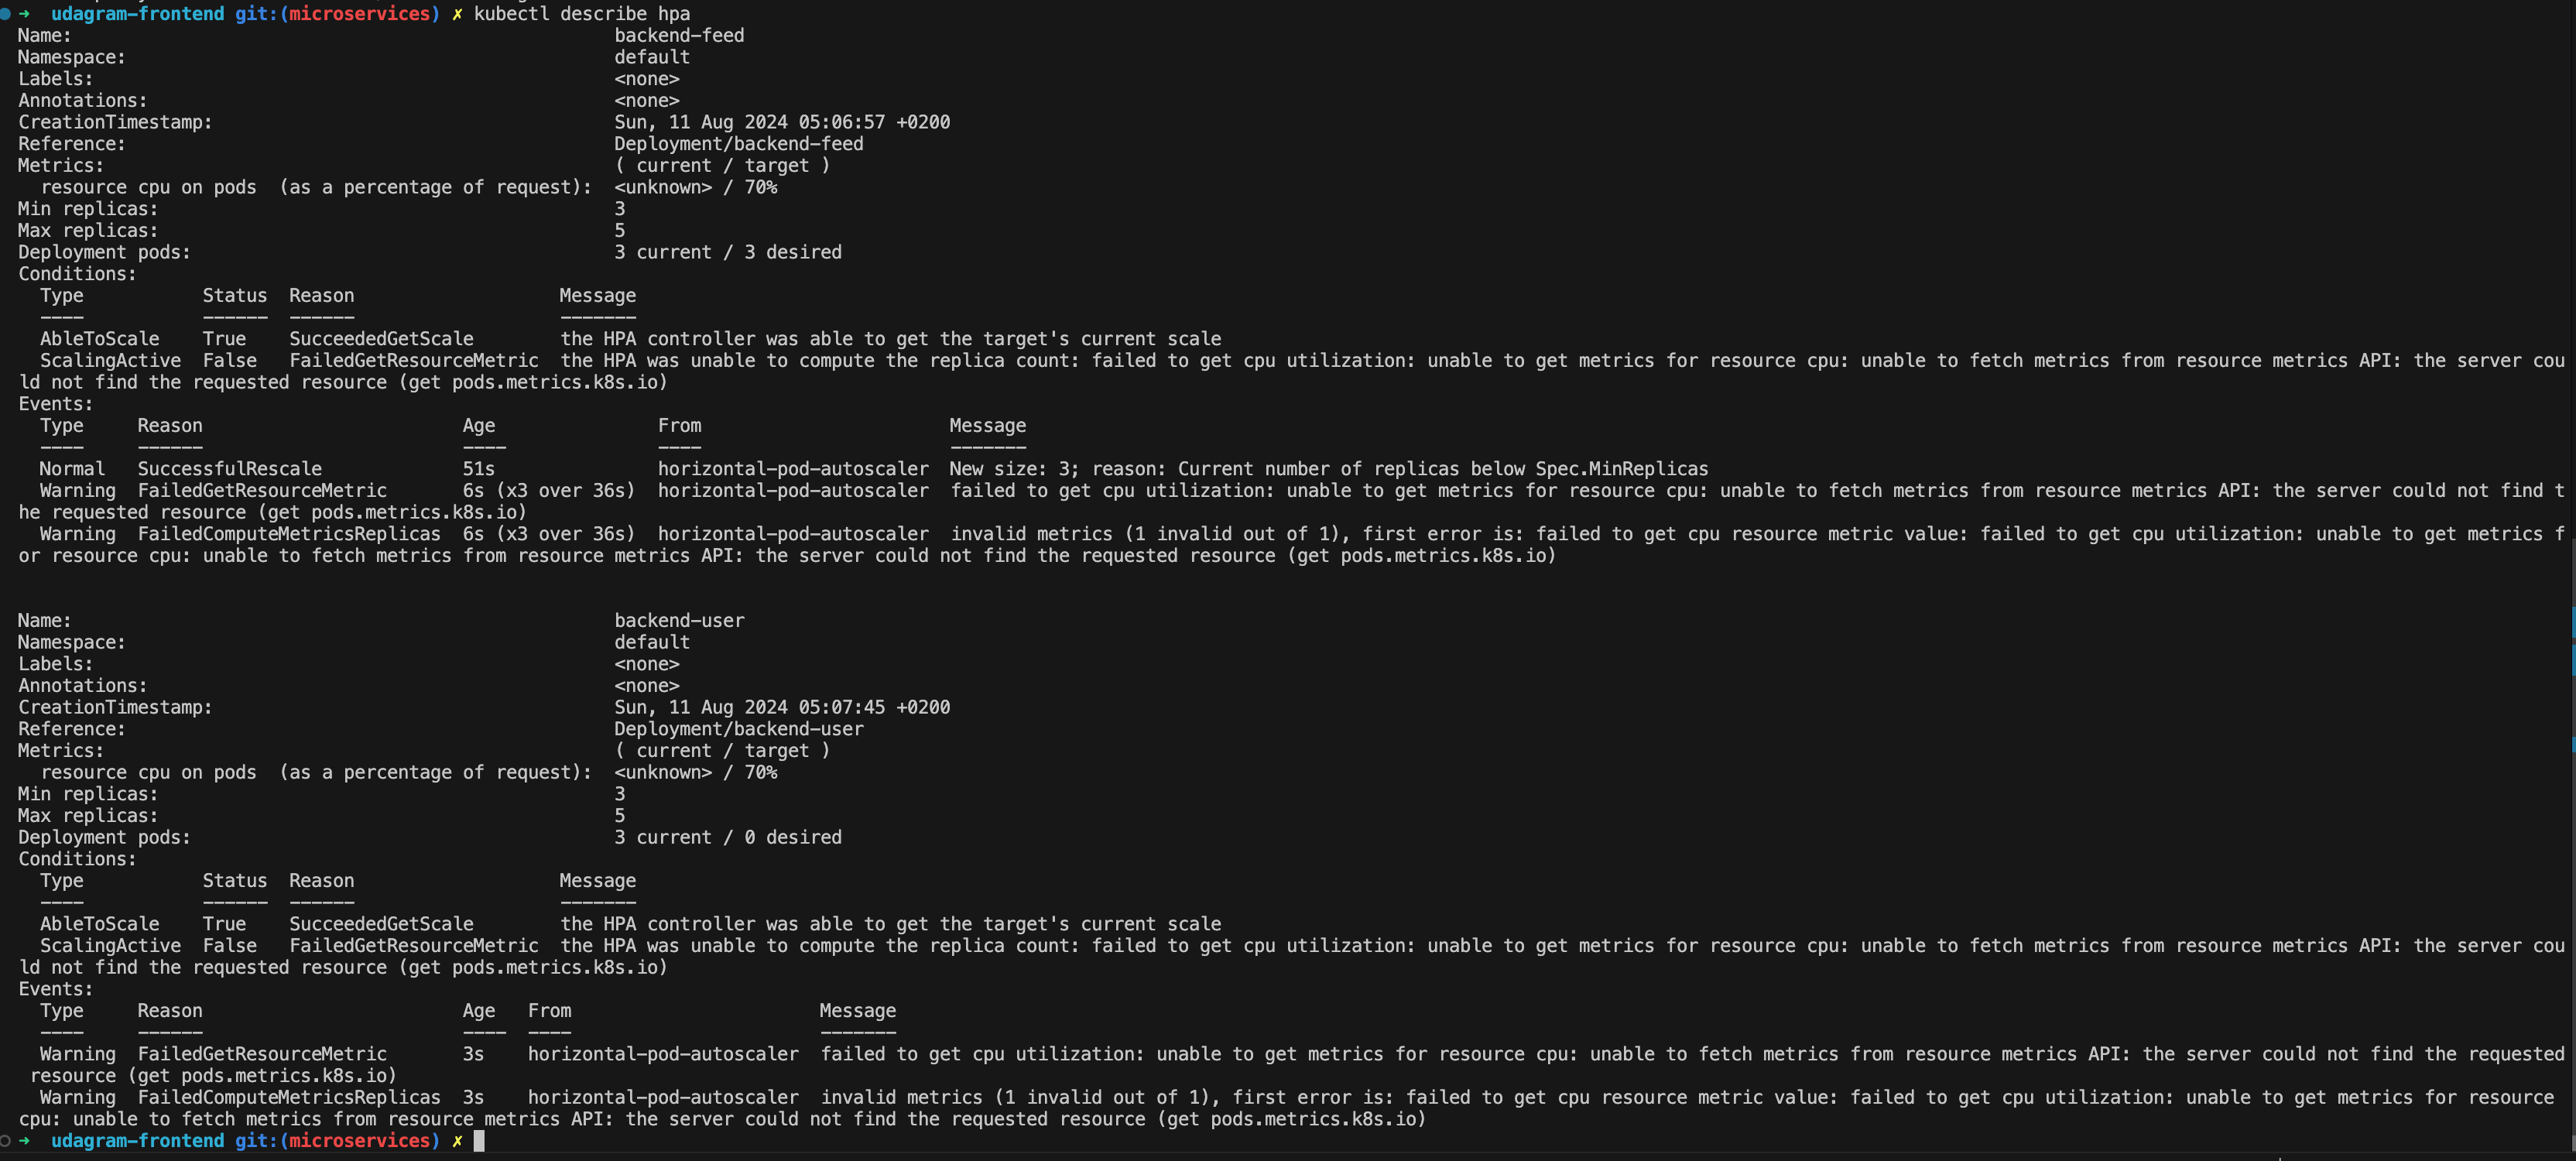 ➜  udagram-frontend git:(microservices) ✗ kubectl describe hpa
Name:                                                  backend-feed
Namespace:                                             default
Labels:                                                <none>
Annotations:                                           <none>
CreationTimestamp:                                     Sun, 11 Aug 2024 05:06:57 +0200
Reference:                                             Deployment/backend-feed
Metrics:                                               ( current / target )
  resource cpu on pods  (as a percentage of request):  <unknown> / 70%
Min replicas:                                          3
Max replicas:                                          5
Deployment pods:                                       3 current / 3 desired
Conditions:
  Type           Status  Reason                   Message
  ----           ------  ------                   -------
  AbleToScale    True    SucceededGetScale        the HPA controller was able to get the target's current scale
  ScalingActive  False   FailedGetResourceMetric  the HPA was unable to compute the replica count: failed to get cpu utilization: unable to get metrics for resource cpu: unable to fetch metrics from resource metrics API: the server cou
ld not find the requested resource (get pods.metrics.k8s.io)
Events:
  Type     Reason                        Age                From                       Message
  ----     ------                        ----               ----                       -------
  Normal   SuccessfulRescale             51s                horizontal-pod-autoscaler  New size: 3; reason: Current number of replicas below Spec.MinReplicas
  Warning  FailedGetResourceMetric       6s (x3 over 36s)  horizontal-pod-autoscaler  failed to get cpu utilization: unable to get metrics for resource cpu: unable to fetch metrics from resource metrics API: the server could not find t
he requested resource (get pods.metrics.k8s.io)
  Warning  FailedComputeMetricsReplicas  6s (x3 over 36s)  horizontal-pod-autoscaler  invalid metrics (1 invalid out of 1), first error is: failed to get cpu resource metric value: failed to get cpu utilization: unable to get metrics f
or resource cpu: unable to fetch metrics from resource metrics API: the server could not find the requested resource (get pods.metrics.k8s.io)
Name:                                                  backend-user
Namespace:                                             default
Labels:                                                <none>
Annotations:                                           <none>
CreationTimestamp:                                     Sun, 11 Aug 2024 05:07:45 +0200
Reference:                                             Deployment/backend-user
Metrics:                                               ( current / target )
  resource cpu on pods  (as a percentage of request):  <unknown> / 70%
Min replicas:                                          3
Max replicas:                                          5
Deployment pods:                                       3 current / 0 desired
Conditions:
  Type           Status  Reason                   Message
  ----           ------  ------                   -------
  AbleToScale    True    SucceededGetScale        the HPA controller was able to get the target's current scale
  ScalingActive  False   FailedGetResourceMetric  the HPA was unable to compute the replica count: failed to get cpu utilization: unable to get metrics for resource cpu: unable to fetch metrics from resource metrics API: the server cou
ld not find the requested resource (get pods.metrics.k8s.io)
Events:
  Type     Reason                        Age   From                       Message
  ----     ------                        ----  ----                       -------
  Warning  FailedGetResourceMetric       3s    horizontal-pod-autoscaler  failed to get cpu utilization: unable to get metrics for resource cpu: unable to fetch metrics from resource metrics API: the server could not find the requested
 resource (get pods.metrics.k8s.io)
  Warning  FailedComputeMetricsReplicas  3s    horizontal-pod-autoscaler  invalid metrics (1 invalid out of 1), first error is: failed to get cpu resource metric value: failed to get cpu utilization: unable to get metrics for resource
cpu: unable to fetch metrics from resource metrics API: the server could not find the requested resource (get pods.metrics.k8s.io)
➜  udagram-frontend git:(microservices) ✗